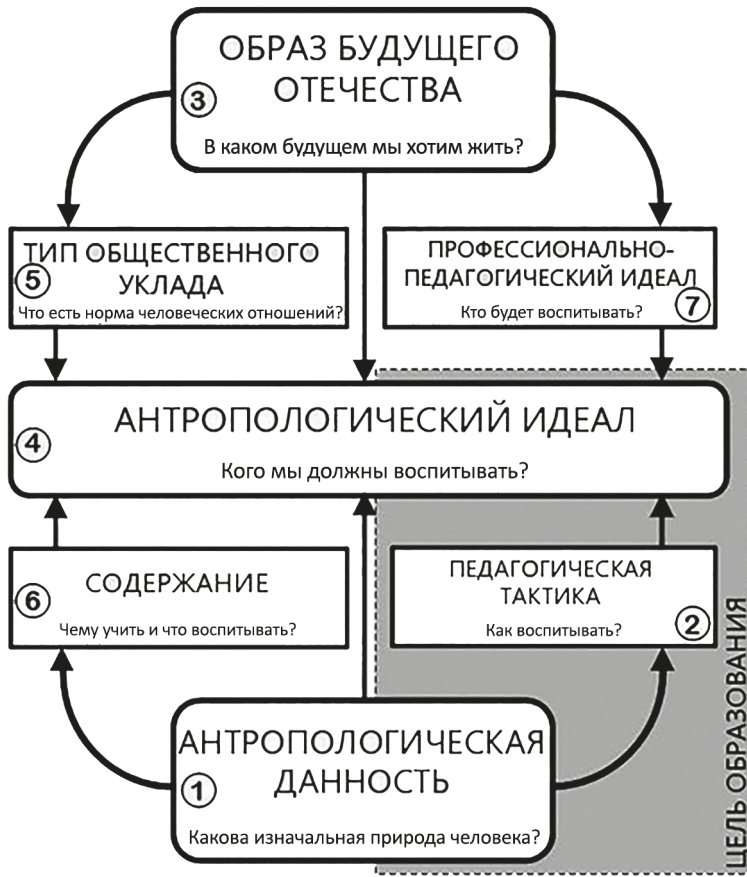 ОБРАЗ БУДУЩЕГО
ОТЕЧЕСТВА
3
В каком будущем мы хотим жить?
ТИП ОБЩЕСТВЕННОГО
УКЛАДА
5
Что есть норма человеческих отношений?
ПРОФЕССИОНАЛЬНО-
ПЕДАГОГИЧЕСКИЙ ИДЕАЛ
Кто будет воспитывать?
7
АНТРОПОЛОГИЧЕСКИЙ ИДЕАЛ
4
Кого мы должны воспитывать?
СОДЕРЖАНИЕ
6
Чему учить и что воспитывать?
ПЕДАГОГИЧЕСКАЯ
ТАКТИКА
Как воспитывать?
2
АНТРОПОЛОГИЧЕСКАЯ
ДАННОСТЬ
1
Какова изначальная природа человека?
ЦЕЛЬ ОБРАЗОВАНИЯ